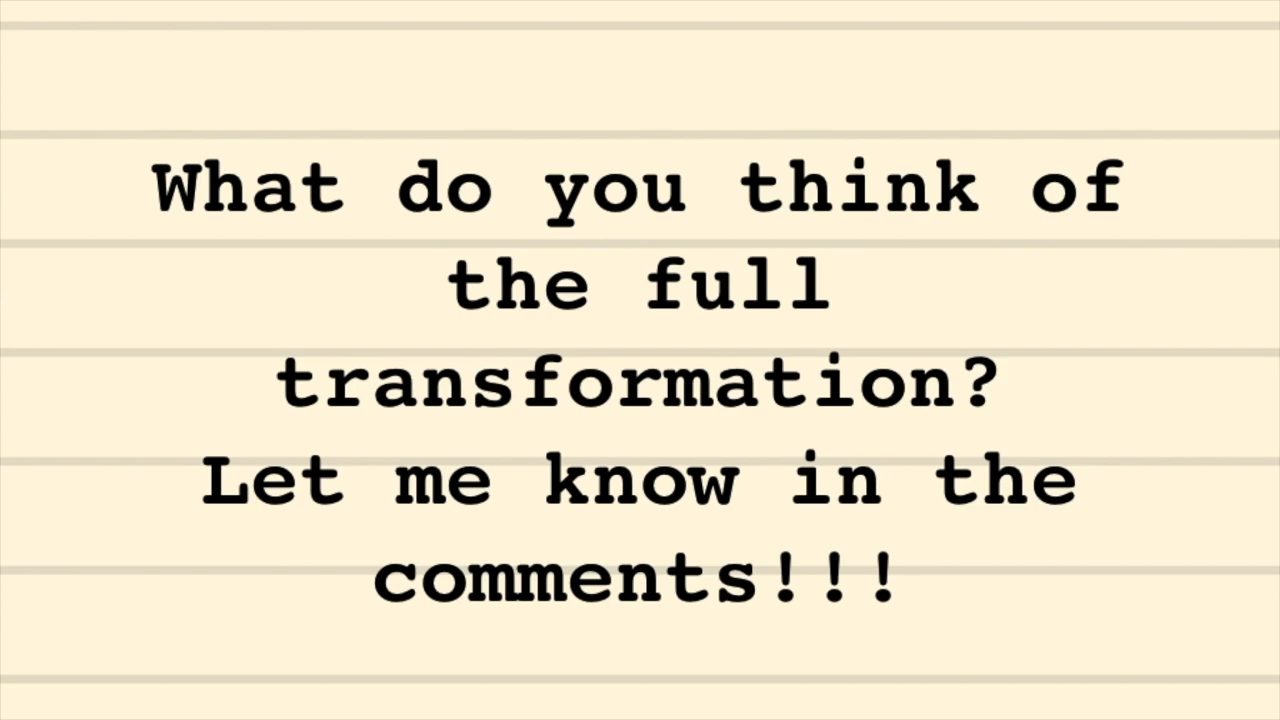 What do you think of
the full
transformation?
Let me know in the
comments!!!